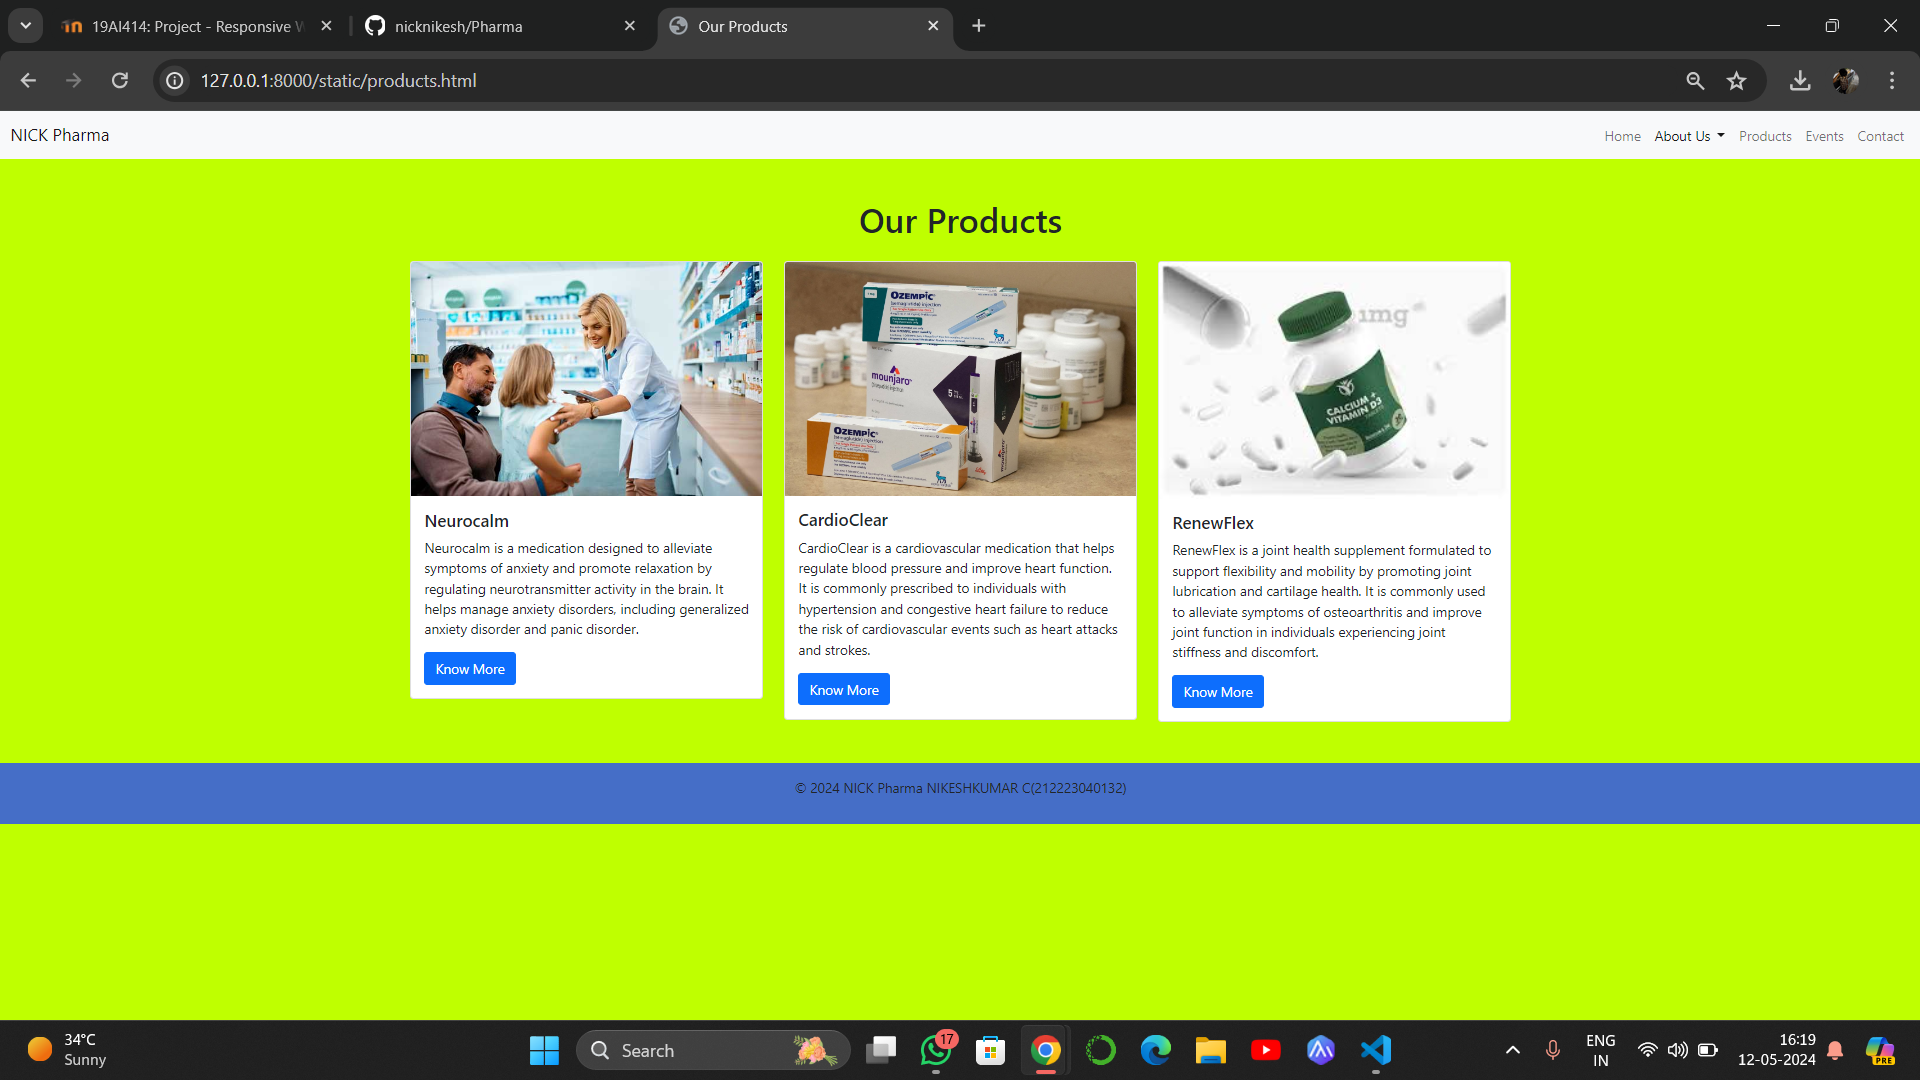 19AI414: Project - Responsive W
nicknikesh/Pharma
Our Products
127.0.0.1:8000/static/products.html
NICK Pharma
Home
About Us
Products
Events
Contact
Our Products
OZEMPIC
mounjaro
5
OZEMPIC
1mg
CALCIUM +
VITAMIN D3
Neurocalm
Neurocalm is a medication designed to alleviate
symptoms of anxiety and promote relaxation by
regulating neurotransmitter activity in the brain. It
helps manage anxiety disorders, including generalized
anxiety disorder and panic disorder.
Know More
CardioClear
CardioClear is a cardiovascular medication that helps
regulate blood pressure and improve heart function.
It is commonly prescribed to individuals with
hypertension and congestive heart failure to reduce
the risk of cardiovascular events such as heart attacks
and strokes.
Know More
RenewFlex
RenewFlex is a joint health supplement formulated to
support flexibility and mobility by promoting joint
lubrication and cartilage health. It is commonly used
to alleviate symptoms of osteoarthritis and improve
joint function in individuals experiencing joint
stiffness and discomfort.
Know More
© 2024 NICK Pharma NIKESHKUMAR C(212223040132)
34°C
Sunny
Search
17
ENG
IN
16:19
12-05-2024
PRE